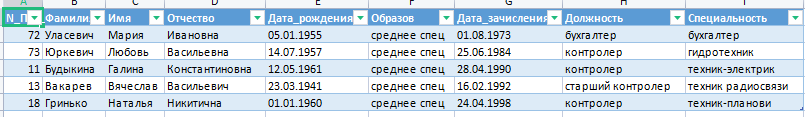 A B C D E F G H I
N_П Фамили Имя Отчество Дата_рождения Образов Дата_зачисления Должность Специальность
72 Уласевич Мария Ивановна 05.01.1955 среднее спец 01.08.1973 бухгалтер бухгалтер
73 Юркевич Любовь Васильевна 14.07.1957 среднее спец 25.06.1984 контролер гидротехник
11 Будыкина Галина Константиновна 12.05.1961 среднее спец 28.04.1990 контролер техник-электрик
13 Вакарев Вячеслав Васильевич 23.03.1941 среднее спец 16.02.1992 старший контролер техник радиосвязи
18 Гринько Наталья Никитична 01.01.1960 среднее спец 24.04.1998 контролер техник-планови